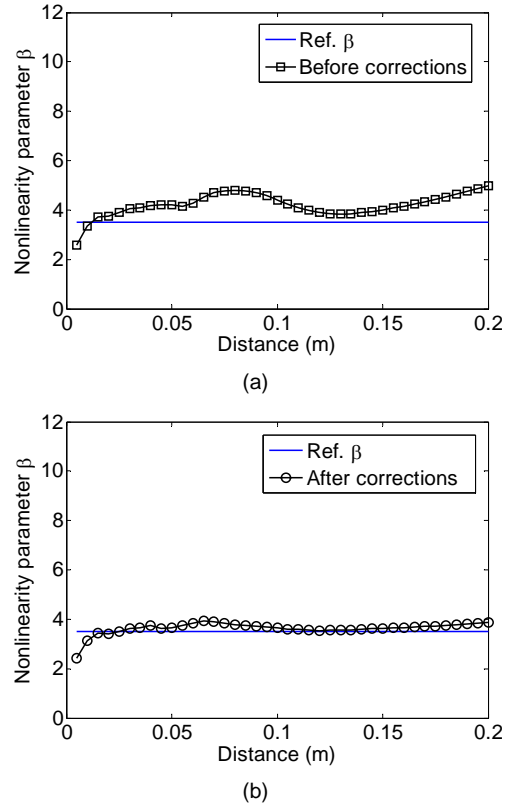 12
10
8
6
4
2
0
Nonlinearity parameter β
Ref. β
Before corrections
0 0.05 0.1 0.15 0.2
Distance (m)
(a)
12
10
8
6
4
2
0
Nonlinearity parameter β
Ref. β
After corrections
0 0.05 0.1 0.15 0.2
Distance (m)
(b)